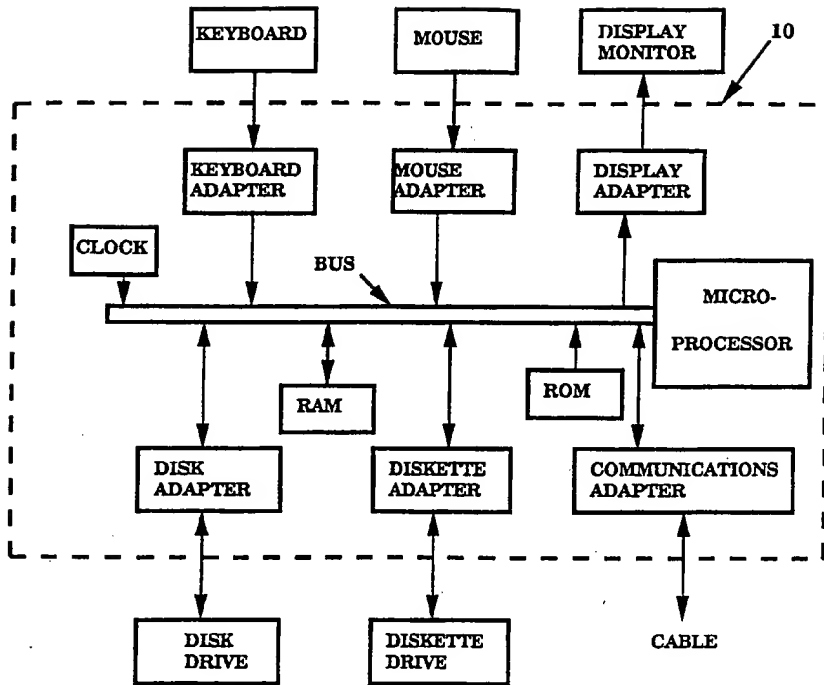 KEYBOARD
MOUSE
DISPLAY
MONITOR
10
KEYBOARD
ADAPTER
MOUSE
ADAPTER
DISPLAY
ADAPTER
CLOCK
BUS
MICRO-
PROCESSOR
RAM
ROM
DISK
ADAPTER
DISKETTE
ADAPTER
COMMUNICATIONS
ADAPTER
DISK
DRIVE
DISKETTE
DRIVE
CABLE